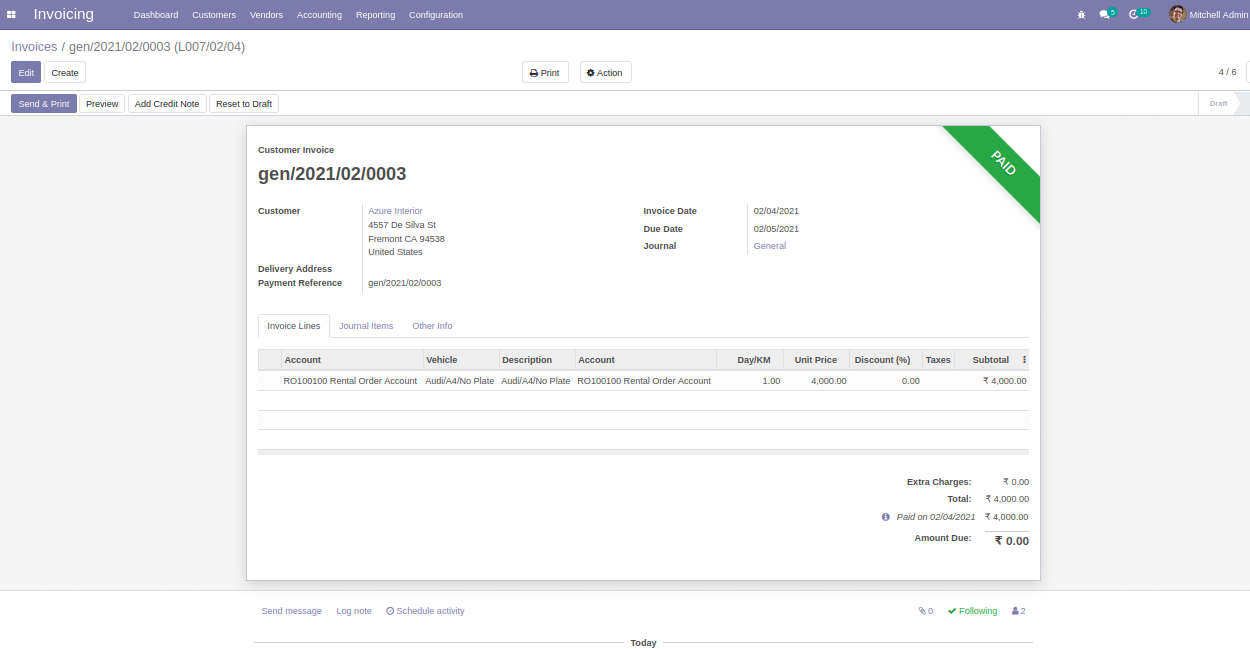 Invoicing Dashboard Customers Vendors Accounting Reporting Configuration 5 10 Mitchell Admin
Invoices / gen/2021/02/0003 (L007/02/04)
Edit Create Print Action 4 / 6
Send & Print Preview Add Credit Note Reset to Draft Draft
PAID
Customer Invoice
gen/2021/02/0003
Customer Azure Interior Invoice Date 02/04/2021
4557 De Silva St
Due Date 02/05/2021
Fremont CA 94538
Journal General
United States
Delivery Address
Payment Reference gen/2021/02/0003
Invoice Lines Journal Items Other Info
Account Vehicle Description Account Day/KM Unit Price Discount (%) Taxes Subtotal
RO100100 Rental Order Account Audi/A4/No Plate Audi/A4/No Plate RO100100 Rental Order Account 1.00 4,000.00 0.00 ₹ 4,000.00
Extra Charges: ₹ 0.00
Total: ₹ 4,000.00
Paid on 02/04/2021 ₹ 4,000.00
Amount Due: ₹ 0.00
Send message Log note Schedule activity 0 Following 2
Today